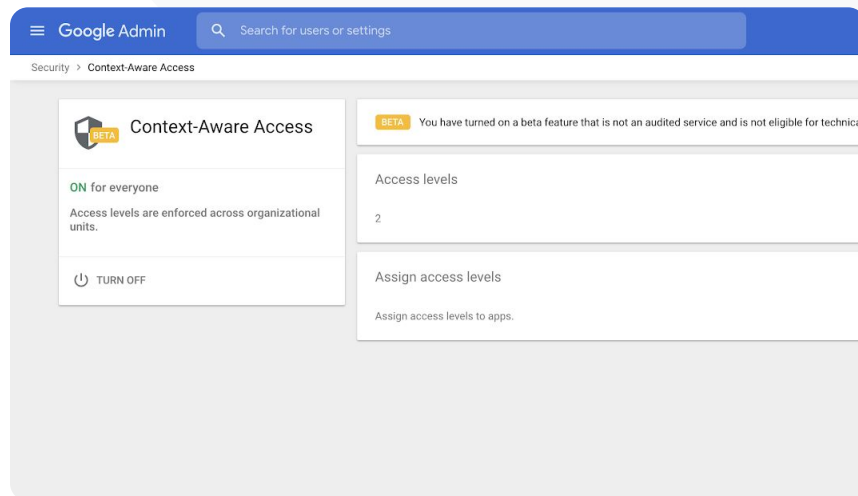 Google Admin
Search for users or settings
Security > Context-Aware Access
BETA
Context-Aware Access
ON for everyone
Access levels are enforced across organizational
units.
TURN OFF
BETA You have turned on a beta feature that is not an audited service and is not eligible for
Access levels
2
Assign access levels
Assign access levels to apps.